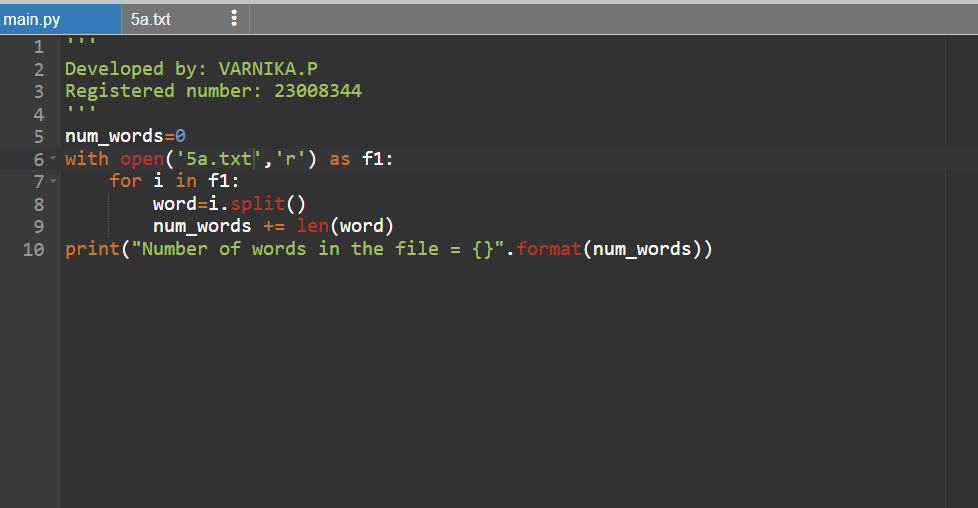 main.py 5a.txt
1 '''
2 Developed by: VARNIKA.P
3 Registered number: 23008344
4 '''
5 num_words=0
6 with open('5a.txt','r') as f1:
7     for i in f1:
8         word=i.split()
9         num_words += len(word)
10 print("Number of words in the file = {}".format(num_words))